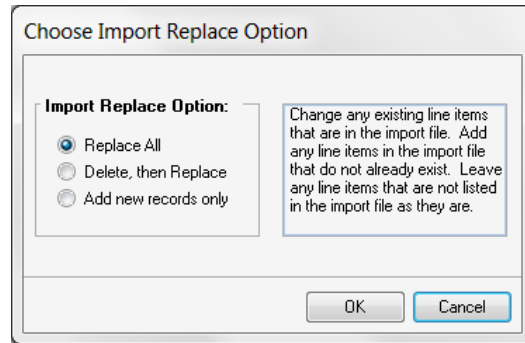 Choose Import Replace Option
Import Replace Option:
Replace All
Delete, then Replace
Add new records only
Change any existing line items
that are in the import file. Add
any line items in the import file
that do not already exist. Leave
any line items that are not listed
in the import file as they are.
OK
Cancel